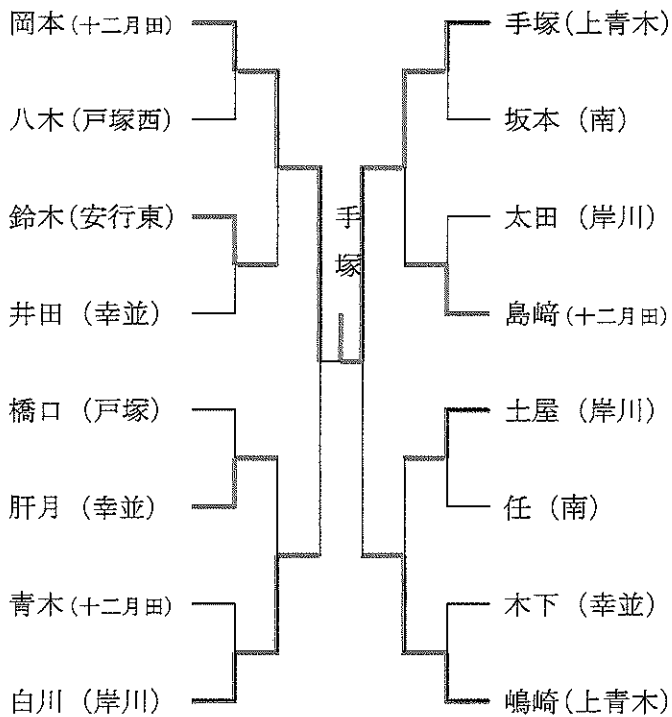 岡本(十二月田)
八木(戸塚西)
鈴木(安行東)
井田(幸並)
橋口(戸塚)
肝月(幸並)
青木(十二月田)
白川(岸川)
手塚
手塚(上青木)
坂本(南)
太田(岸川)
島﨑(十二月田)
土屋(岸川)
任(南)
木下(幸並)
嶋崎(上青木)